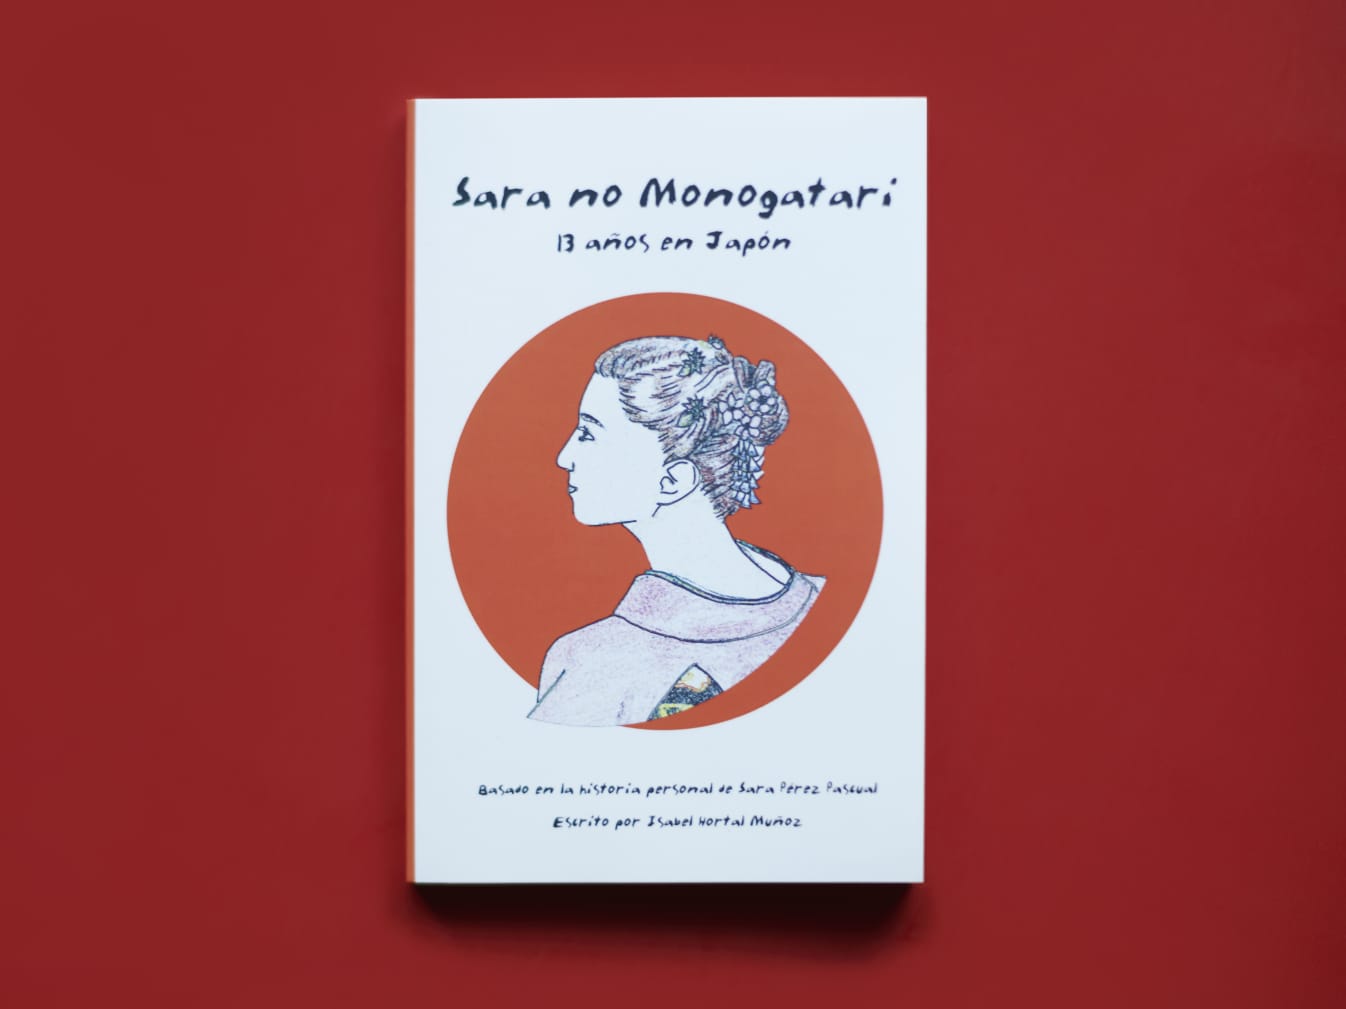 Sara no Monogatari
13 años en Japón
Basado en la historia personal de Sara Pérez Pascual
Escrito por Isabel Hortal Muñoz